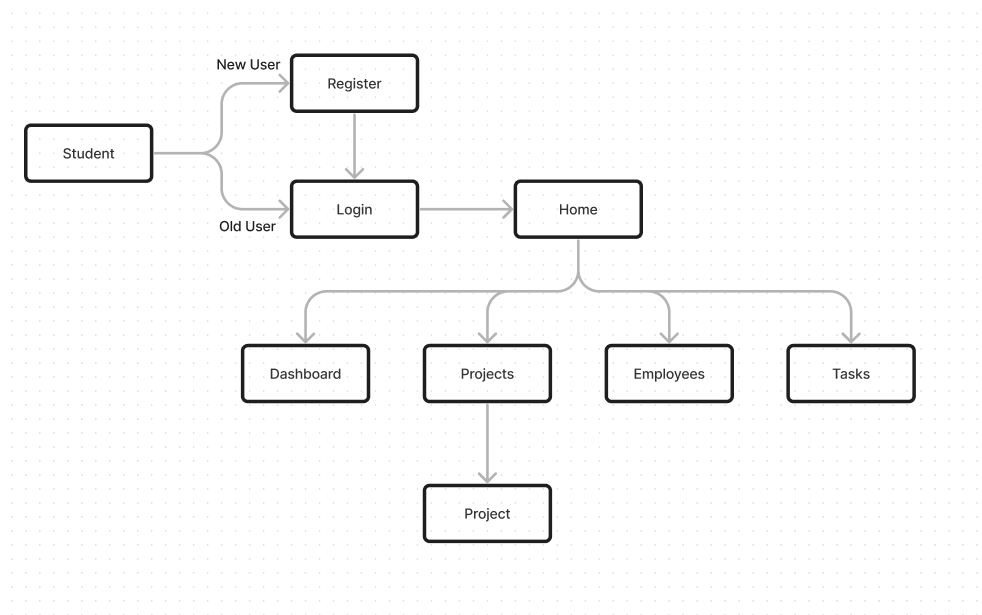 New User
Register
Student
Login
Home
Old User
Dashboard
Projects
Employees
Tasks
Project